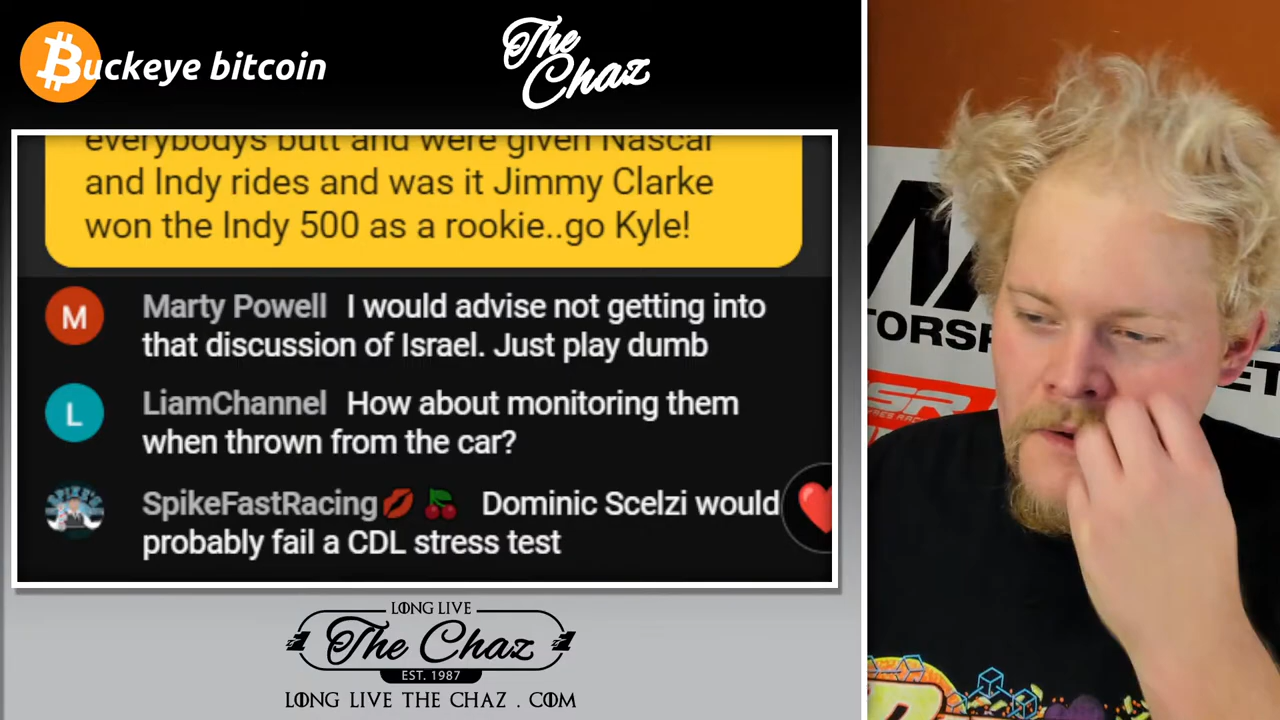 Buckeye bitcoin
The
Chaz
everybodys butt and were given Nascar
and Indy rides and was it Jimmy Clarke
won the Indy 500 as a rookie..go Kyle!
M
Marty Powell I would advise not getting into
that discussion of Israel. Just play dumb
L
LiamChannel How about monitoring them
when thrown from the car?
SPIKE'S
SpikeFastRacing Dominic Scelzi would
probably fail a CDL stress test
LONG LIVE
The Chaz
EST. 1987
LONG LIVE THE CHAZ . COM
TORSP
ET